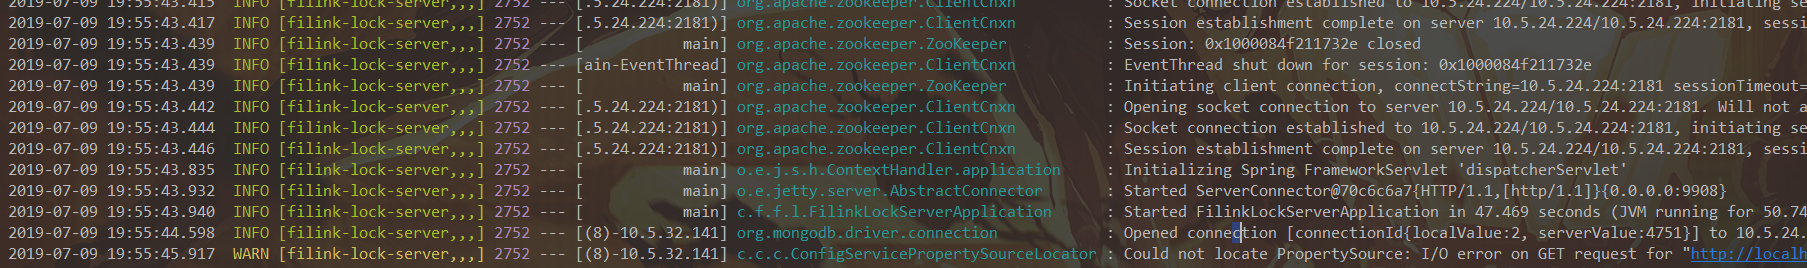 2019-07-09 19:55:43.415  INFO [filink-lock-server,,,] 2752 --- [.5.24.224:2181)] org.apache.zookeeper.ClientCnxn          : Socket connection established to 10.5.24.224/10.5.24.224:2181, initiating se
2019-07-09 19:55:43.417  INFO [filink-lock-server,,,] 2752 --- [.5.24.224:2181)] org.apache.zookeeper.ClientCnxn          : Session establishment complete on server 10.5.24.224/10.5.24.224:2181, sessi
2019-07-09 19:55:43.439  INFO [filink-lock-server,,,] 2752 --- [           main] org.apache.zookeeper.ZooKeeper           : Session: 0x1000084f211732e closed
2019-07-09 19:55:43.439  INFO [filink-lock-server,,,] 2752 --- [ain-EventThread] org.apache.zookeeper.ClientCnxn          : EventThread shut down for session: 0x1000084f211732e
2019-07-09 19:55:43.439  INFO [filink-lock-server,,,] 2752 --- [           main] org.apache.zookeeper.ZooKeeper           : Initiating client connection, connectString=10.5.24.224:2181 sessionTimeout=
2019-07-09 19:55:43.442  INFO [filink-lock-server,,,] 2752 --- [.5.24.224:2181)] org.apache.zookeeper.ClientCnxn          : Opening socket connection to server 10.5.24.224/10.5.24.224:2181. Will not a
2019-07-09 19:55:43.444  INFO [filink-lock-server,,,] 2752 --- [.5.24.224:2181)] org.apache.zookeeper.ClientCnxn          : Socket connection established to 10.5.24.224/10.5.24.224:2181, initiating se
2019-07-09 19:55:43.446  INFO [filink-lock-server,,,] 2752 --- [.5.24.224:2181)] org.apache.zookeeper.ClientCnxn          : Session establishment complete on server 10.5.24.224/10.5.24.224:2181, sessi
2019-07-09 19:55:43.835  INFO [filink-lock-server,,,] 2752 --- [           main] o.e.j.s.h.ContextHandler.application     : Initializing Spring FrameworkServlet 'dispatcherServlet'
2019-07-09 19:55:43.932  INFO [filink-lock-server,,,] 2752 --- [           main] o.e.jetty.server.AbstractConnector       : Started ServerConnector@70c6c6a7{HTTP/1.1,[http/1.1]}{0.0.0.0:9908}
2019-07-09 19:55:43.940  INFO [filink-lock-server,,,] 2752 --- [           main] c.f.f.l.FilinkLockServerApplication      : Started FilinkLockServerApplication in 47.469 seconds (JVM running for 50.74
2019-07-09 19:55:44.598  INFO [filink-lock-server,,,] 2752 --- [(8)-10.5.32.141] org.mongodb.driver.connection            : Opened connection [connectionId{localValue:2, serverValue:4751}] to 10.5.24.
2019-07-09 19:55:45.917  WARN [filink-lock-server,,,] 2752 --- [(8)-10.5.32.141] c.c.c.ConfigServicePropertySourceLocator : Could not locate PropertySource: I/O error on GET request for "http://localh